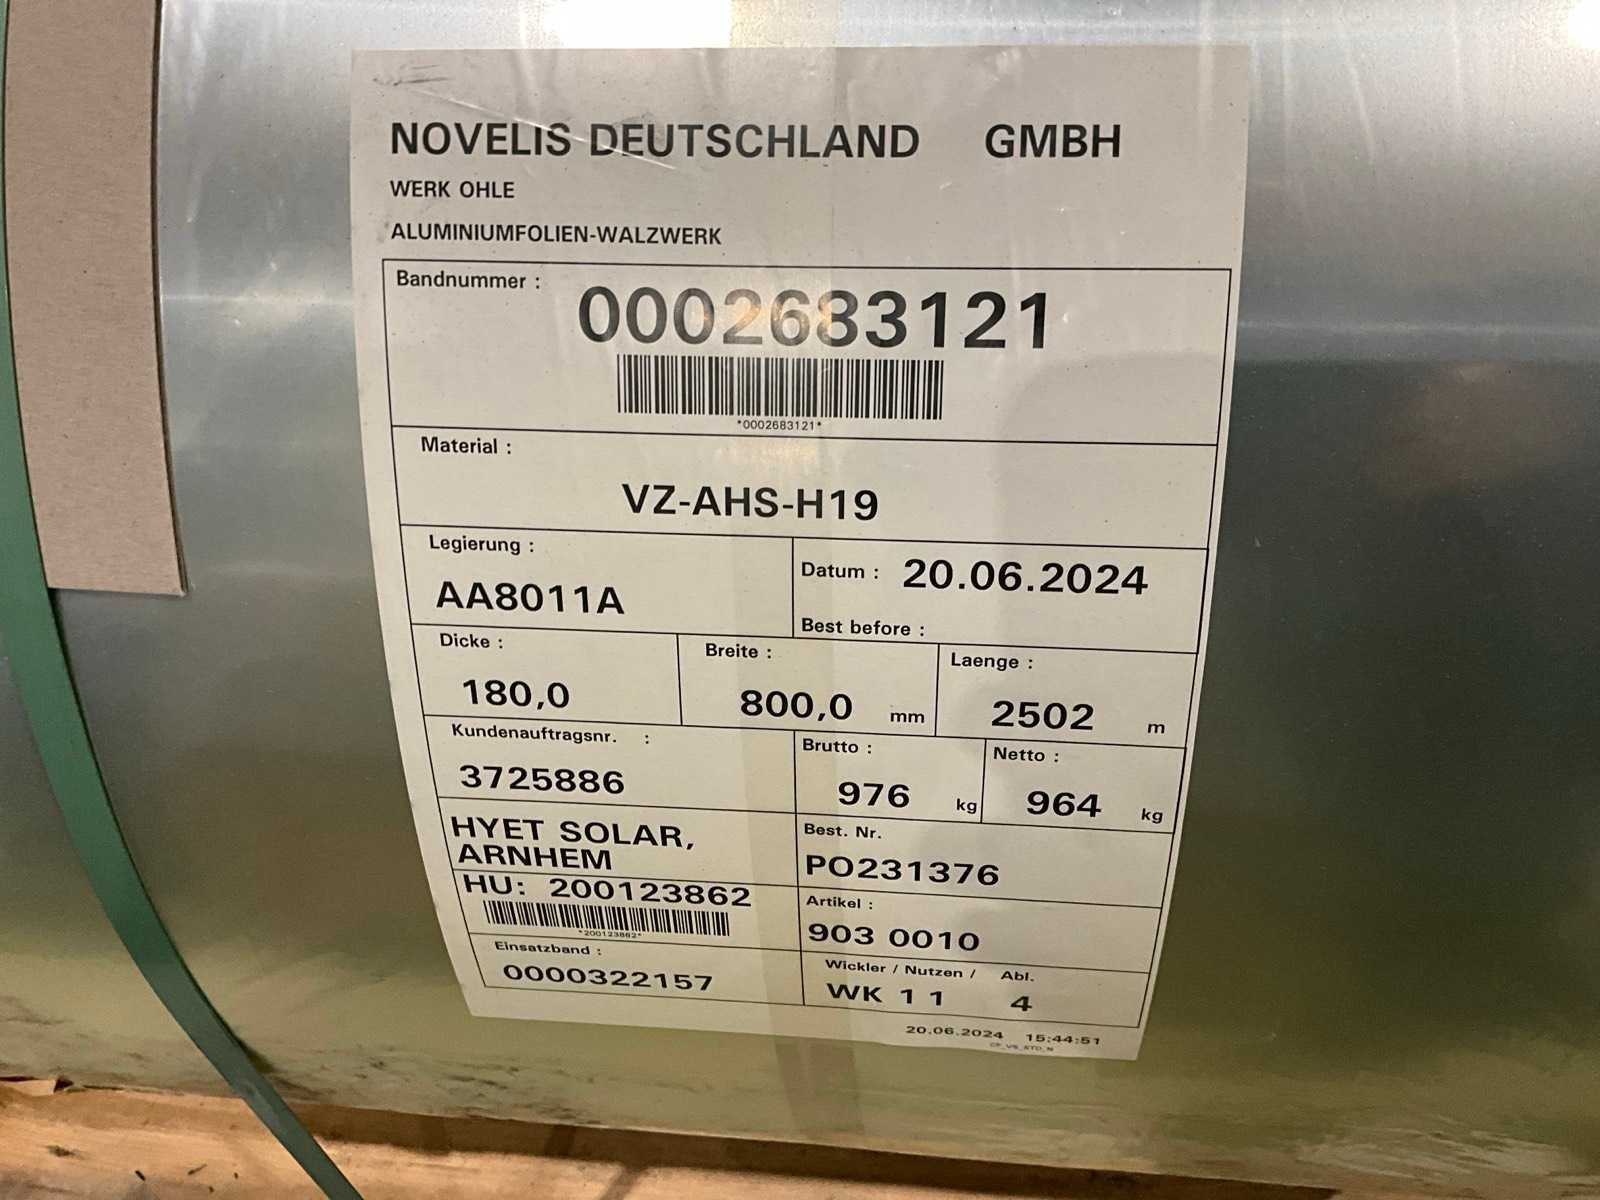 NOVELIS DEUTSCHLAND GMBH
WERK OHLE
ALUMINIUMFOLIEN-WALZWERK
Bandnummer :
0002683121
*0002683121*
Material :
VZ-AHS-H19
Legierung :
AA8011A
Datum : 20.06.2024
Best before :
Dicke :
180,0
Breite :
800,0 mm
Laenge :
2502 m
Kundenauftragsnr. :
3725886
Brutto :
976 kg
Netto :
964 kg
HYET SOLAR,
ARNHEM
Best. Nr.
PO231376
HU: 200123862
*200123862*
Artikel :
903 0010
Einsatzband :
0000322157
Wickler / Nutzen / Abl.
WK 1 1 4
20.06.2024 15:44:51
CF_VS_STD_N